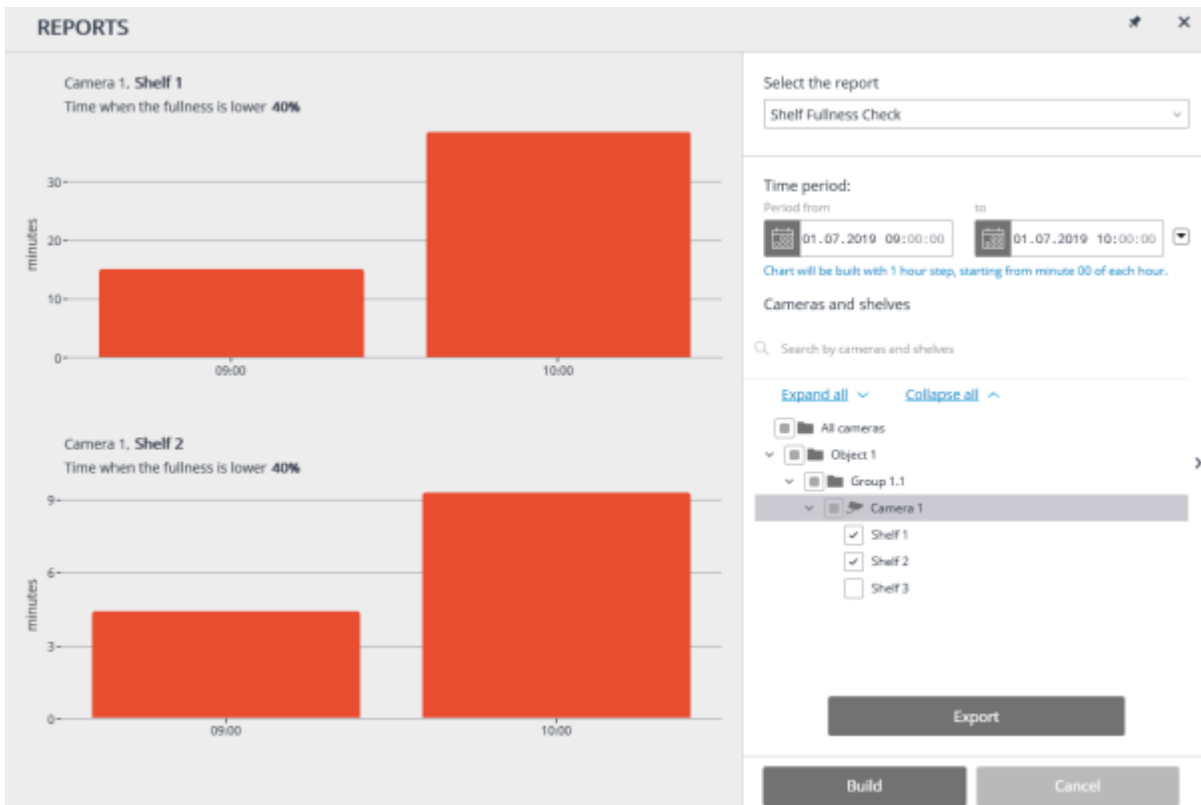 REPORTS
Camera 1, Shelf 1
Time when the fullness is lower 40%
30
20
10
0
minutes
09:00 10:00
Camera 1, Shelf 2
Time when the fullness is lower 40%
9
6
3
0
minutes
09:00 10:00
Select the report
Shelf Fullness Check
Time period:
Period from to
01.07.2019 09:00:00 01.07.2019 10:00:00
Chart will be built with 1 hour step, starting from minute 00 of each hour.
Cameras and shelves
Search by cameras and shelves
Expand all Collapse all
All cameras
Object 1
Group 1.1
Camera 1
Shelf 1
Shelf 2
Shelf 3
Export
Build Cancel